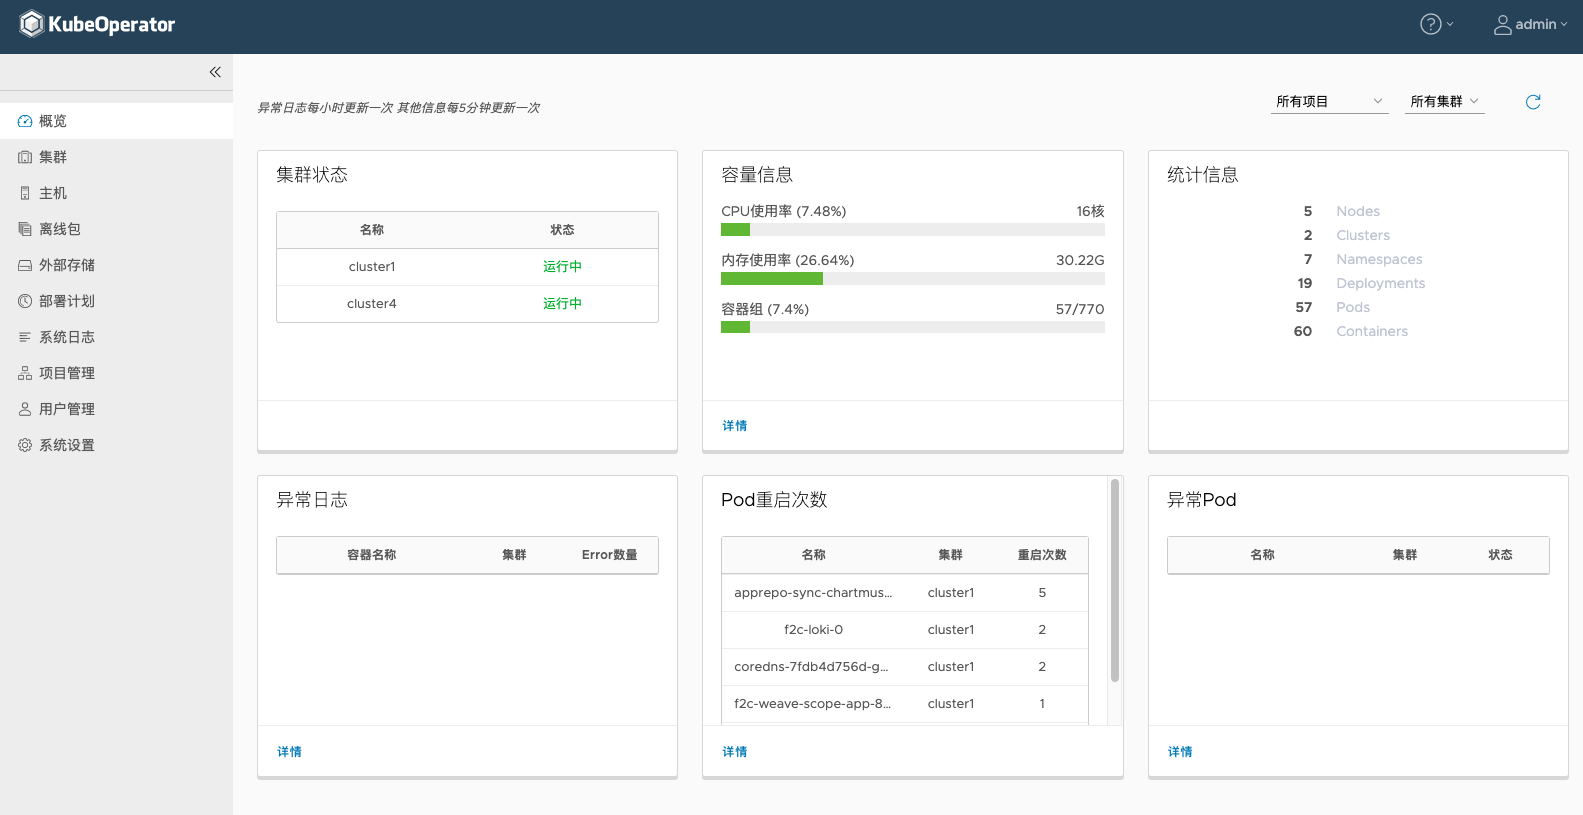 KubeOperator
admin
概览
集群
主机
离线包
外部存储
部署计划
系统日志
项目管理
用户管理
系统设置
异常日志每小时更新一次 其他信息每5分钟更新一次
所有项目 所有集群
集群状态
名称 状态
cluster1 运行中
cluster4 运行中
容量信息
CPU使用率 (7.48%) 16核
内存使用率 (26.64%) 30.22G
容器组 (7.4%) 57/770
详情
统计信息
5 Nodes
2 Clusters
7 Namespaces
19 Deployments
57 Pods
60 Containers
异常日志
容器名称 集群 Error数量
详情
Pod重启次数
名称 集群 重启次数
apprepo-sync-chartmus... cluster1 5
f2c-loki-0 cluster1 2
coredns-7fdb4d756d-g... cluster1 2
f2c-weave-scope-app-8... cluster1 1
详情
异常Pod
名称 集群 状态
详情